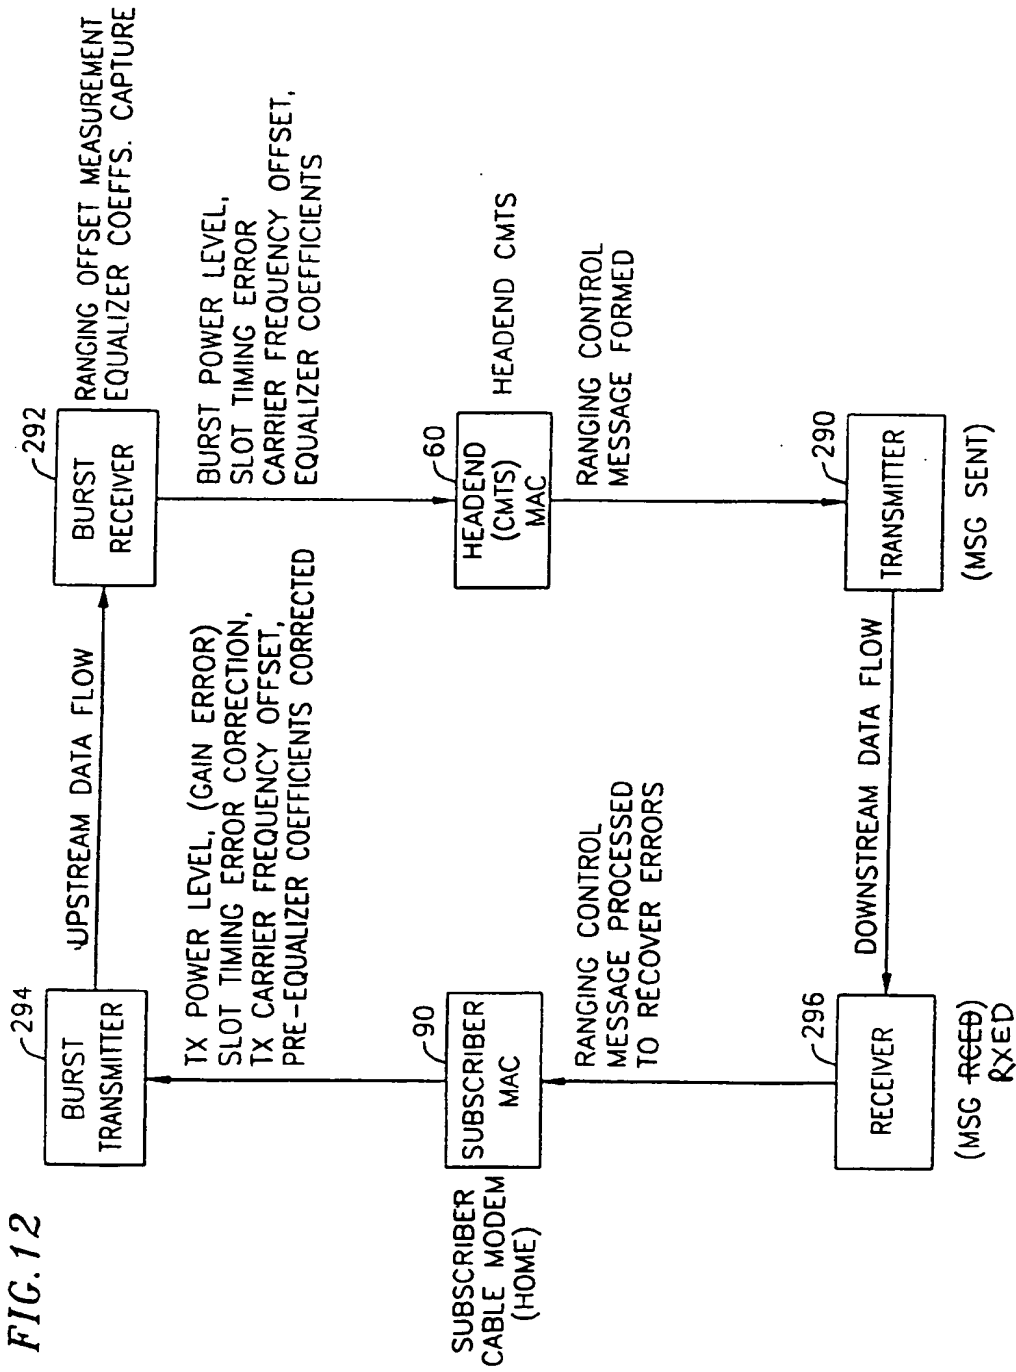 FIG. 12
294
BURST
TRANSMITTER
UPSTREAM DATA FLOW
292
BURST
RECEIVER
RANGING OFFSET MEASUREMENT
EQUALIZER COEFFS. CAPTURE
TX POWER LEVEL, (GAIN ERROR)
SLOT TIMING ERROR CORRECTION,
TX CARRIER FREQUENCY OFFSET,
PRE-EQUALIZER COEFFICIENTS CORRECTED
BURST POWER LEVEL,
SLOT TIMING ERROR
CARRIER FREQUENCY OFFSET,
EQUALIZER COEFFICIENTS
SUBSCRIBER
CABLE MODEM
(HOME)
90
SUBSCRIBER
MAC
60
HEADEND
(CMTS)
MAC
HEADEND CMTS
RANGING CONTROL
MESSAGE PROCESSED
TO RECOVER ERRORS
RANGING CONTROL
MESSAGE FORMED
296
RECEIVER
DOWNSTREAM DATA FLOW
290
TRANSMITTER
(MSG RCED)
RXED
(MSG SENT)